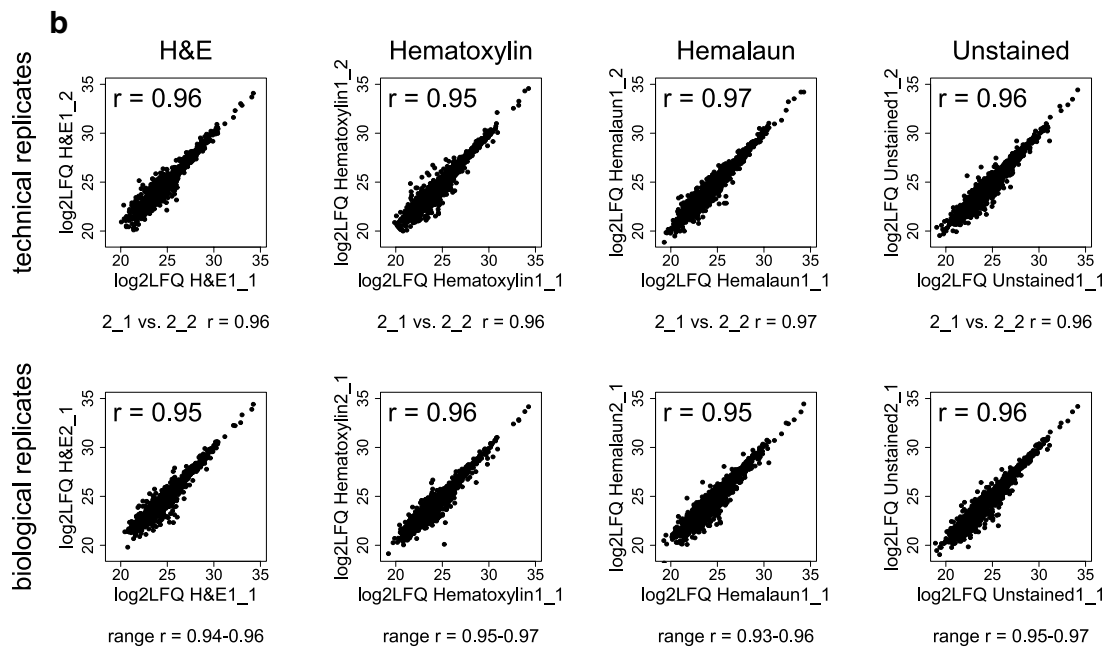 b
H&E
Hematoxylin
Hemalaun
Unstained
technical replicates
log2LFQ H&E1_2
35
30
25
20
r = 0.96
20 25 30 35
log2LFQ H&E1_1
2_1 vs. 2_2 r = 0.96
log2LFQ Hematoxylin1_2
35
30
25
20
r = 0.95
20 25 30 35
log2LFQ Hematoxylin1_1
2_1 vs. 2_2 r = 0.96
log2LFQ Hemalaun1_2
35
30
25
20
r = 0.97
20 25 30 35
log2LFQ Hemalaun1_1
2_1 vs. 2_2 r = 0.97
log2LFQ Unstained1_2
35
30
25
20
r = 0.96
20 25 30 35
log2LFQ Unstained1_1
2_1 vs. 2_2 r = 0.96
biological replicates
log2LFQ H&E2_1
35
30
25
20
r = 0.95
20 25 30 35
log2LFQ H&E1_1
range r = 0.94-0.96
log2LFQ Hematoxylin2_1
35
30
25
20
r = 0.96
20 25 30 35
log2LFQ Hematoxylin1_1
range r = 0.95-0.97
log2LFQ Hemalaun2_1
35
30
25
20
r = 0.95
20 25 30 35
log2LFQ Hemalaun1_1
range r = 0.93-0.96
log2LFQ Unstained2_1
35
30
25
20
r = 0.96
20 25 30 35
log2LFQ Unstained1_1
range r = 0.95-0.97